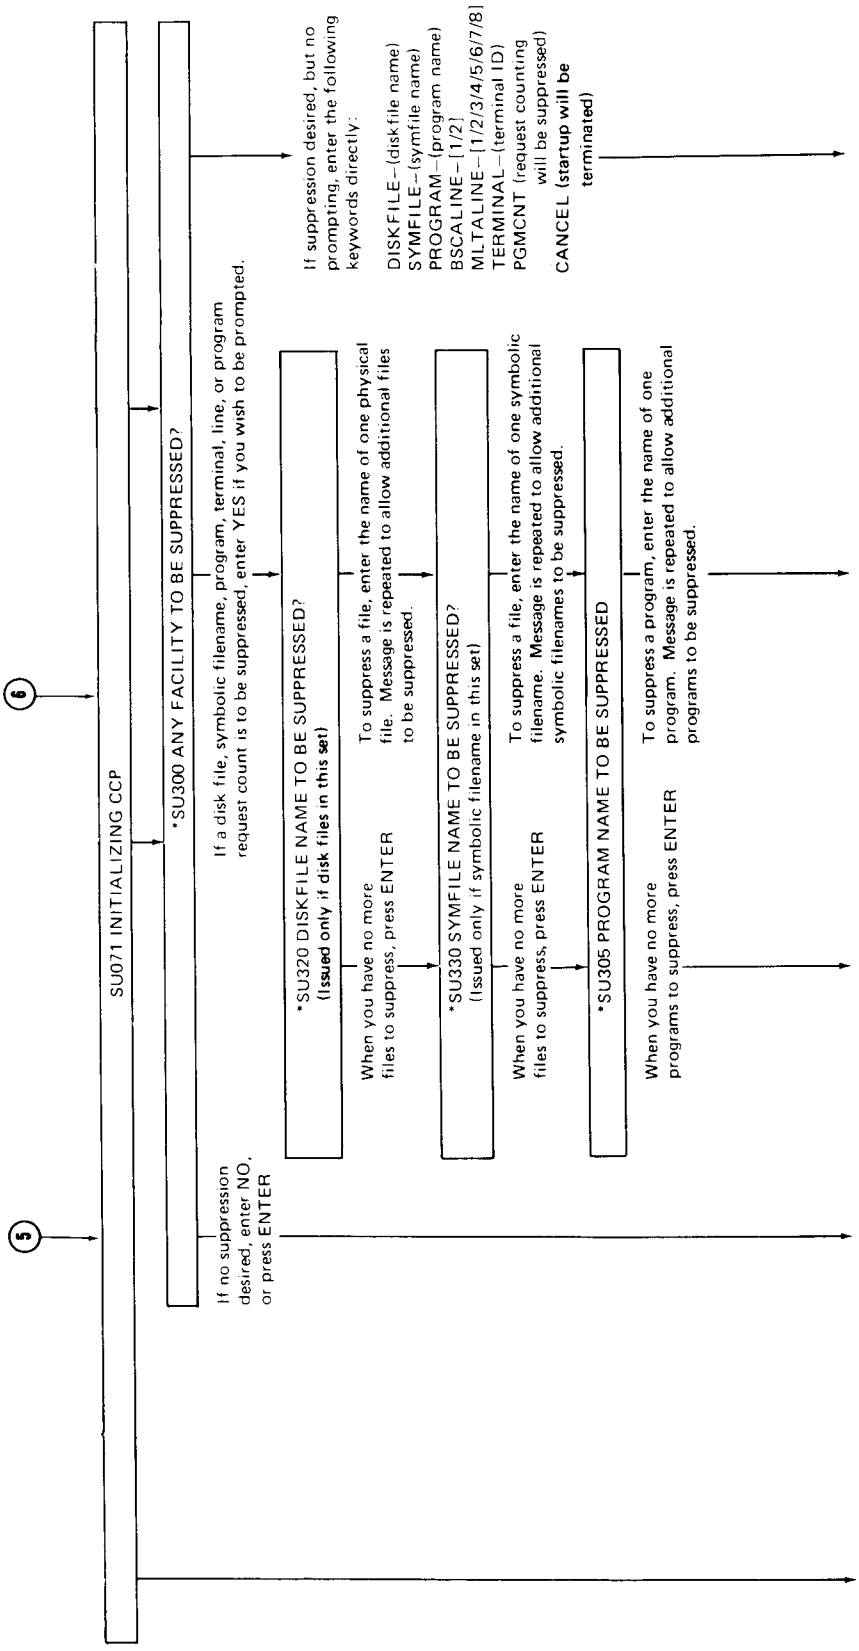 5
6
SU071 INITIALIZING CCP
*SU300 ANY FACILITY TO BE SUPPRESSED?
If no suppression
desired, enter NO,
or press ENTER
If a disk file, symbolic filename, program, terminal, line, or program
request count is to be suppressed, enter YES if you wish to be prompted.
If suppression desired, but no
prompting, enter the following
keywords directly:
DISKFILE–(diskfile name)
SYMFILE–(symfile name)
PROGRAM–(program name)
BSCALINE–[1/2]
MLTALINE–[1/2/3/4/5/6/7/8]
TERMINAL–(terminal ID)
PGMCNT (request counting
will be suppressed)
CANCEL (startup will be
terminated)
*SU320 DISKFILE NAME TO BE SUPPRESSED?
(Issued only if disk files in this set)
When you have no more
files to suppress, press ENTER
To suppress a file, enter the name of one physical
file. Message is repeated to allow additional files
to be suppressed.
*SU330 SYMFILE NAME TO BE SUPPRESSED?
(Issued only if symbolic filename in this set)
When you have no more
files to suppress, press ENTER
To suppress a file, enter the name of one symbolic
filename. Message is repeated to allow additional
symbolic filenames to be suppressed.
*SU305 PROGRAM NAME TO BE SUPPRESSED
When you have no more
programs to suppress, press ENTER
To suppress a program, enter the name of one
program. Message is repeated to allow additional
programs to be suppressed.